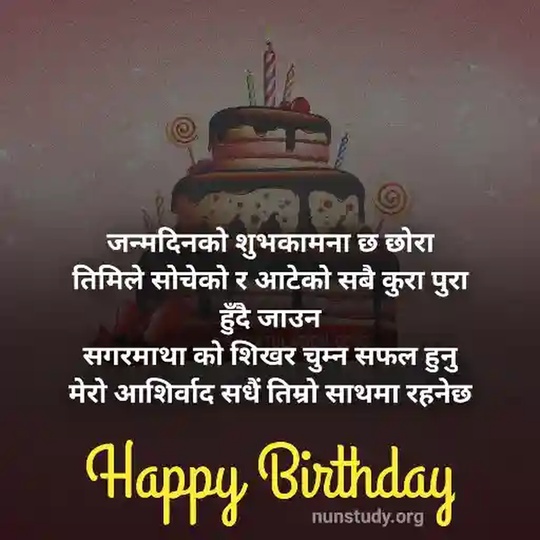 जन्मदिनको शुभकामना छ छोरा
तिमिले सोचेको र आटेको सबै कुरा पुरा
हुँदै जाउन
सगरमाथा को शिखर चुम्न सफल हुनु
मेरो आशिर्वाद सधैं तिम्रो साथमा रहनेछ
Happy Birthday
nunstudy.org